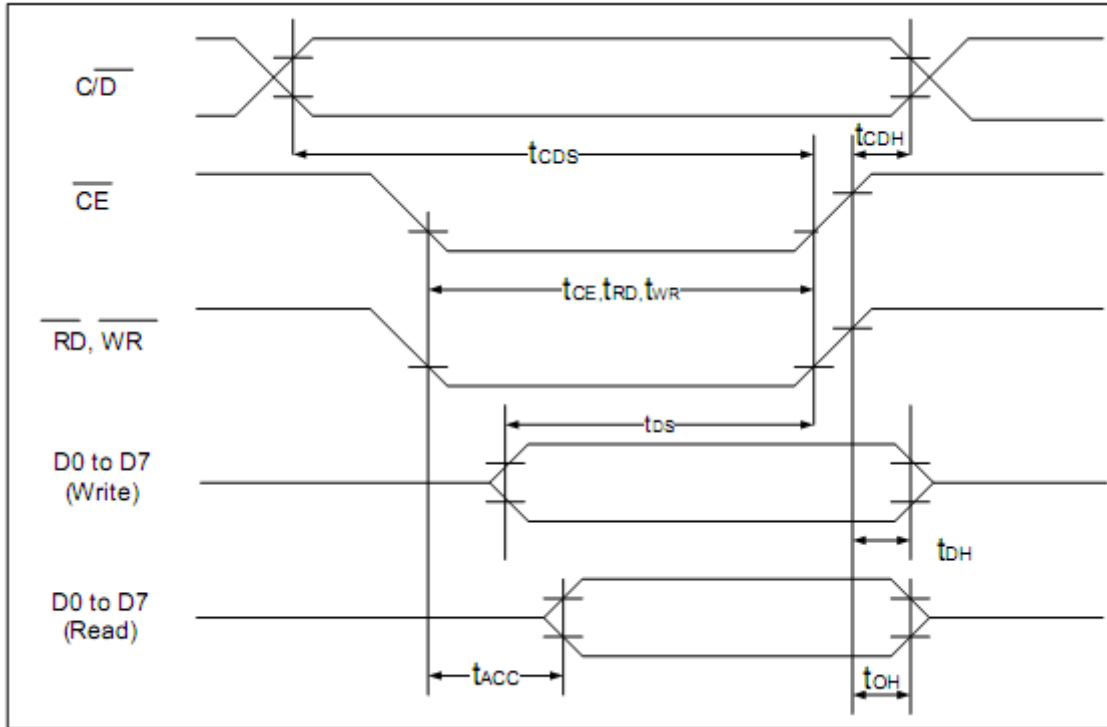 C/D
tCDS
tCDH
CE
tCE,tRD,tWR
RD, WR
tDS
D0 to D7
(Write)
tDH
D0 to D7
(Read)
tACC
tOH